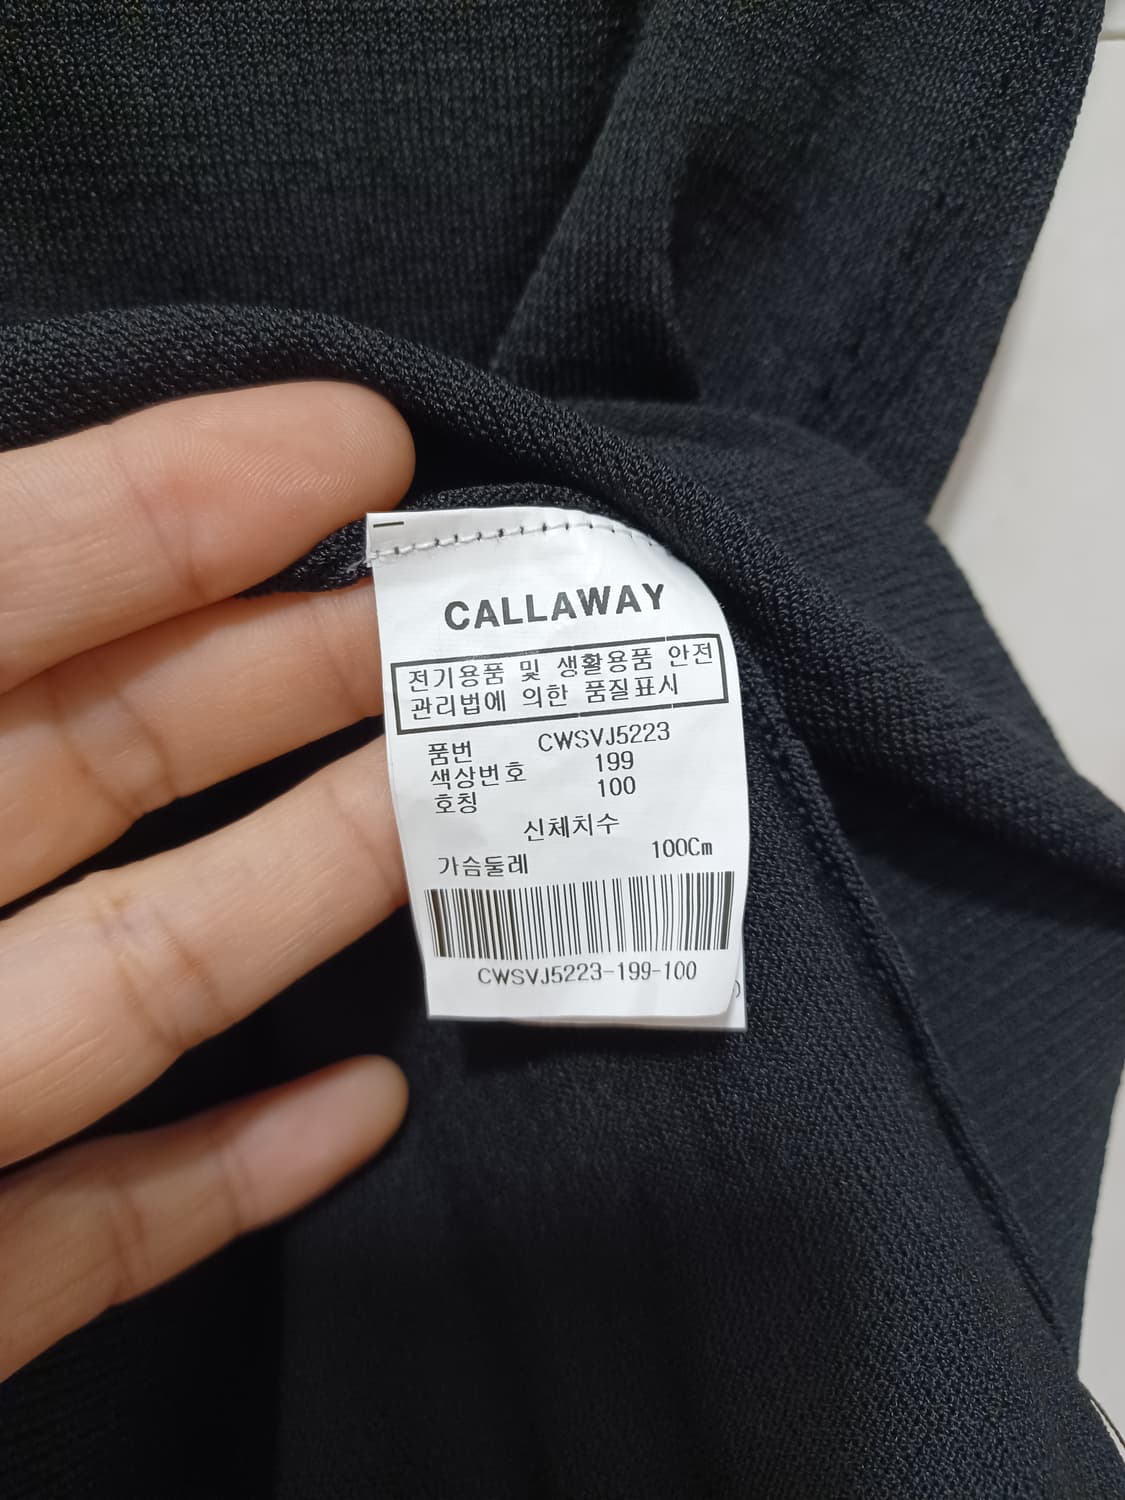 CALLAWAY
전기용품 및 생활용품 안전
관리법에 의한 품질표시
품번 CWSVJ5223
색상번호 199
호칭 100
신체치수
가슴둘레 100Cm
CWSVJ5223-199-100